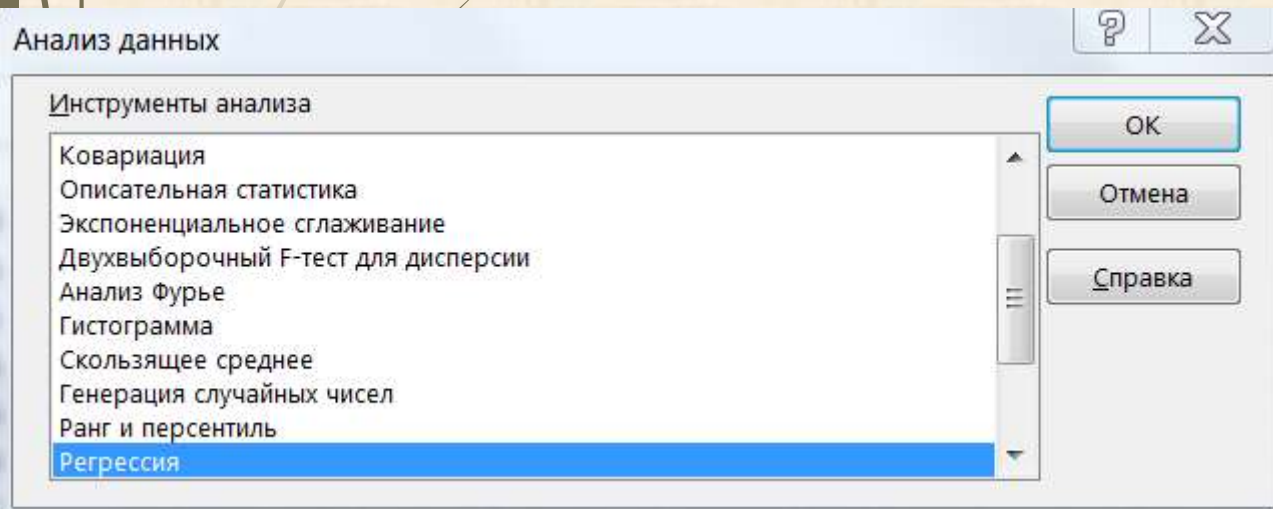 Анализ данных
Инструменты анализа
Ковариация
Описательная статистика
Экспоненциальное сглаживание
Двухвыборочный F-тест для дисперсии
Анализ Фурье
Гистограмма
Скользящее среднее
Генерация случайных чисел
Ранг и персентиль
Регрессия
OK
Отмена
Справка